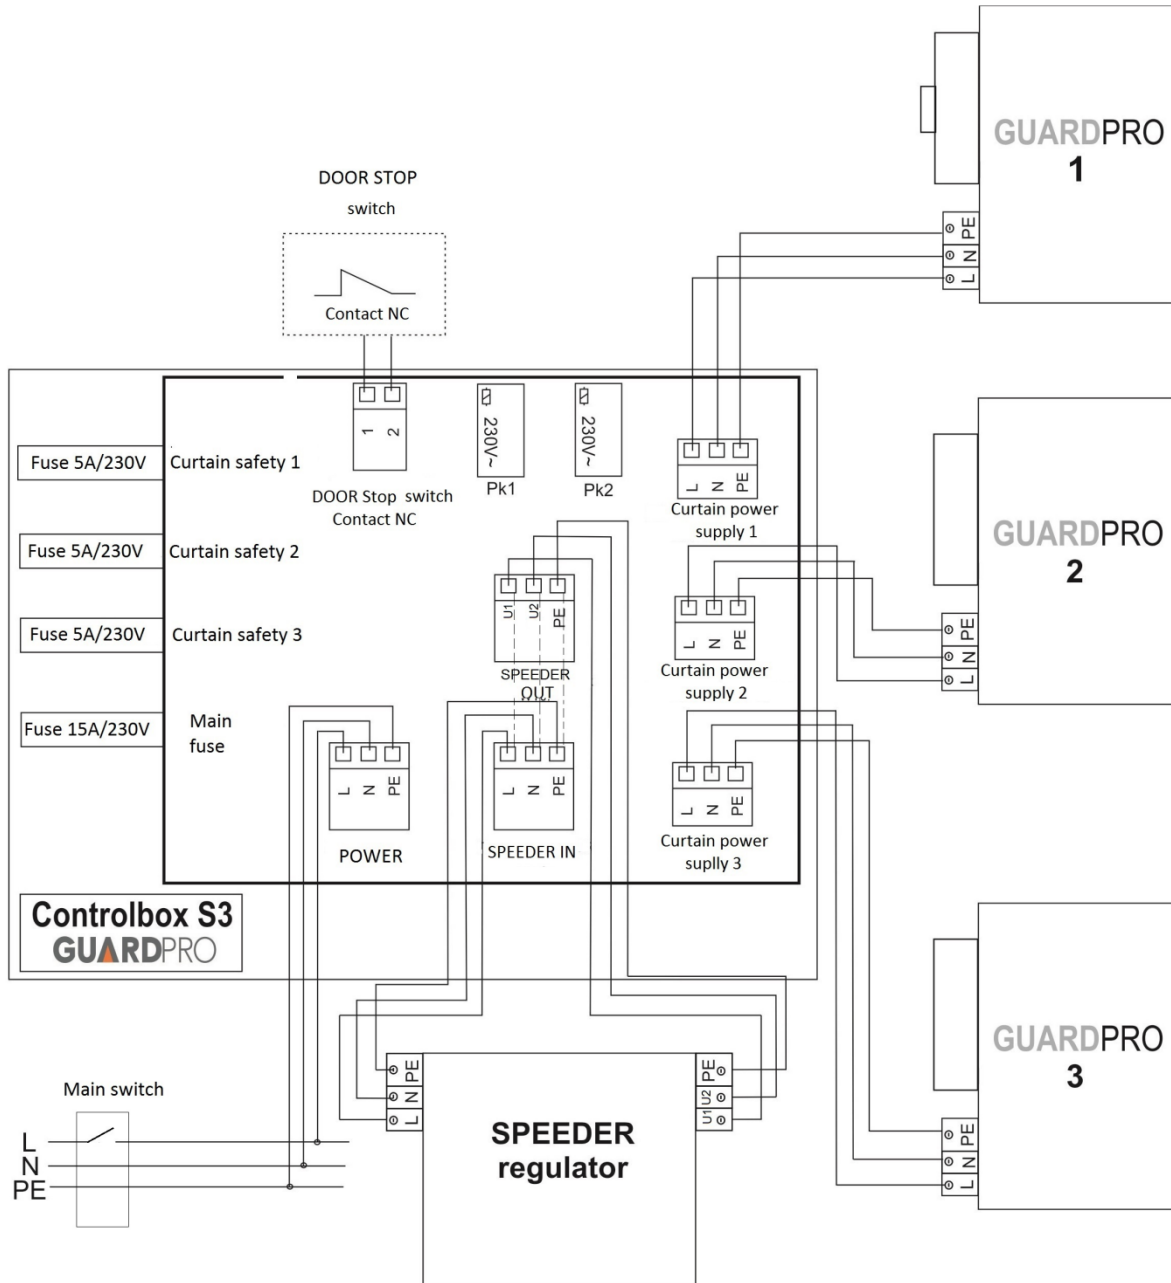 GUARDPRO
1
PE
N
L
DOOR STOP
switch
Contact NC
1
2
DOOR Stop switch
Contact NC
230V~
Pk1
230V~
Pk2
L N PE
Curtain power
supply 1
Fuse 5A/230V
Curtain safety 1
Fuse 5A/230V
Curtain safety 2
Fuse 5A/230V
Curtain safety 3
Fuse 15A/230V
Main
fuse
U1 U2 PE
SPEEDER
OUT
L N PE
Curtain power
supply 2
GUARDPRO
2
PE
N
L
L N PE
POWER
L N PE
SPEEDER IN
L N PE
Curtain power
suplly 3
Controlbox S3
GUARDPRO
GUARDPRO
3
PE
N
L
Main switch
L
N
PE
PE
N
L
SPEEDER
regulator
PE
U2
U1